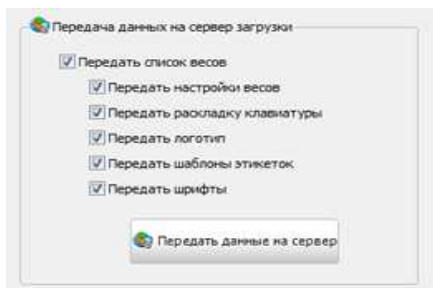 Передача данных на сервер загрузки
Передать список весов
Передать настройки весов
Передать раскладку клавиатуры
Передать логотип
Передать шаблоны этикеток
Передать шрифты
Передать данные на сервер